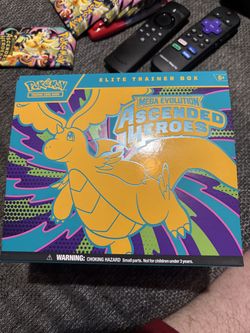 Pokémon
ELITE TRAINER BOX
6+
MEGA EVOLUTION
ASCENDED
HEROES
WARNING: CHOKING HAZARD Small parts. Not for children under 3 years.